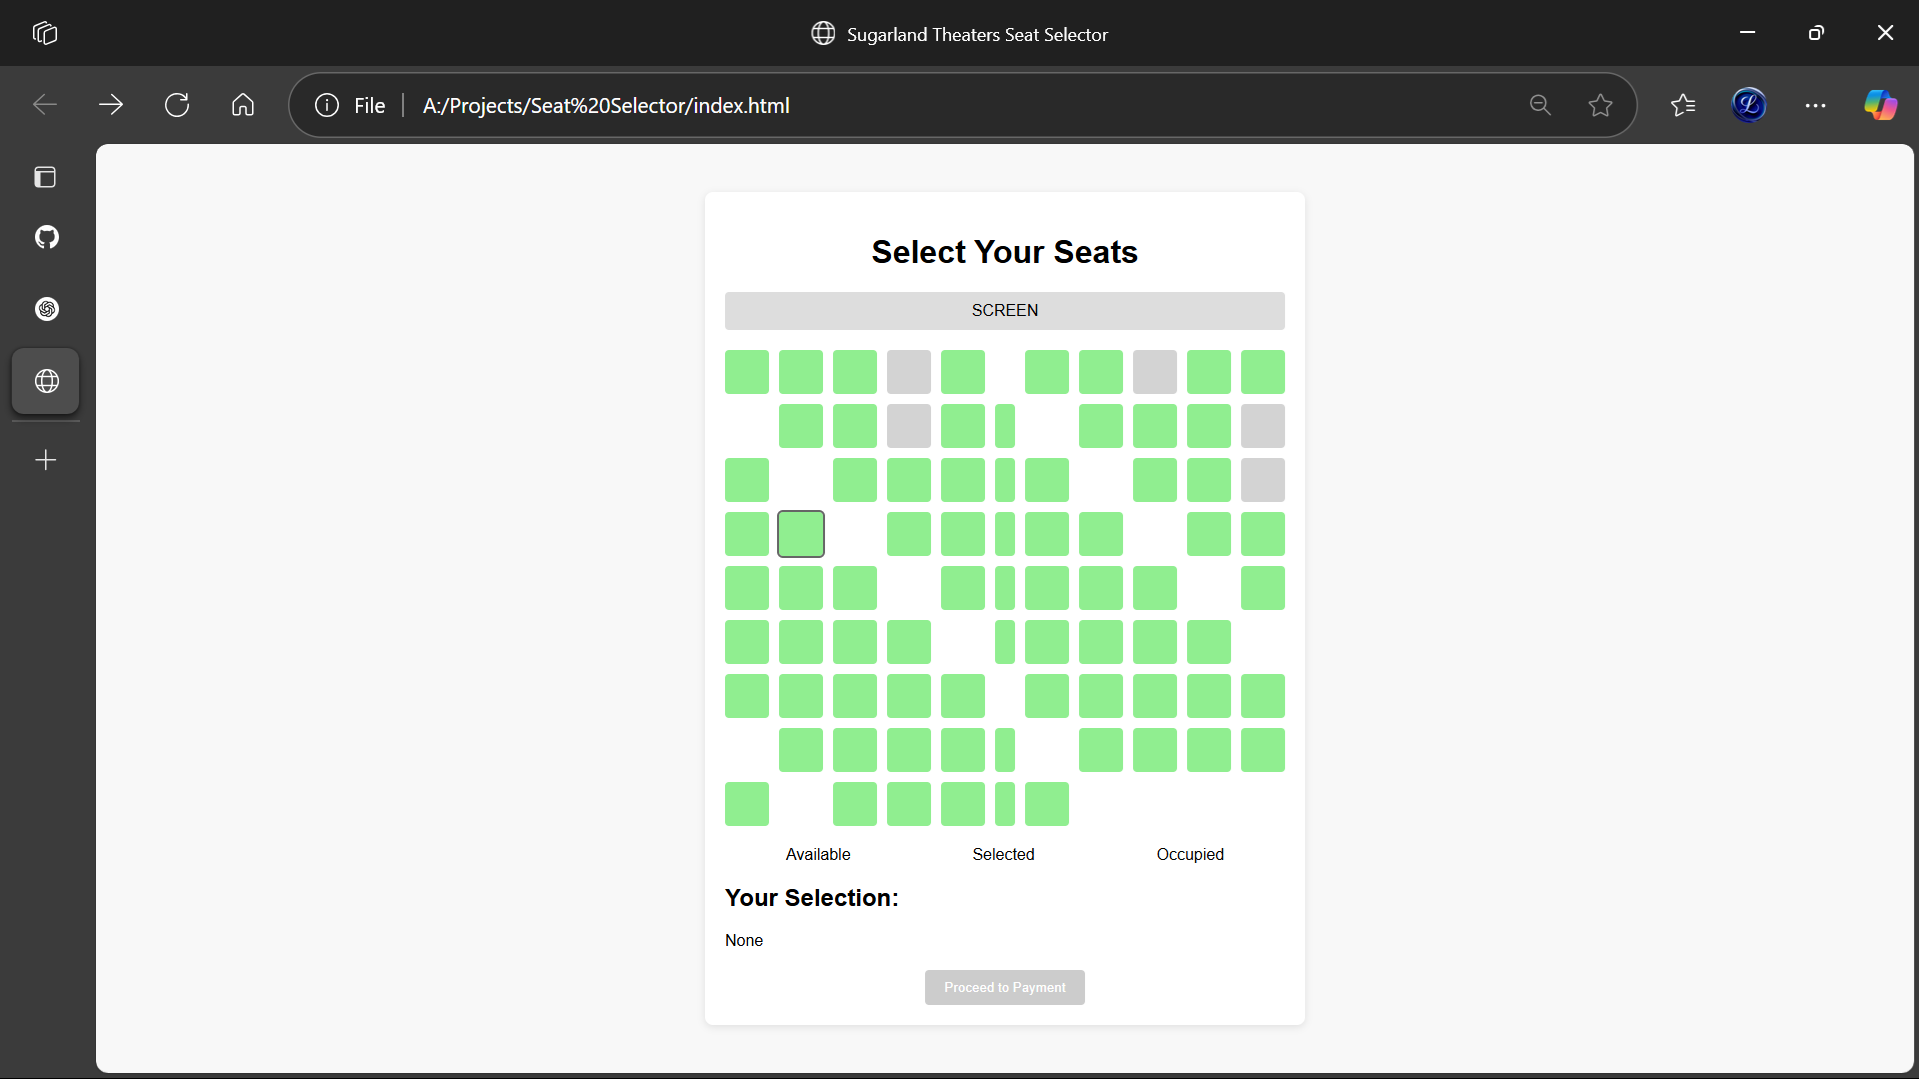 Sugarland Theaters Seat Selector
File A:/Projects/Seat%20Selector/index.html
Select Your Seats
SCREEN
Available Selected Occupied
Your Selection:
None
Proceed to Payment